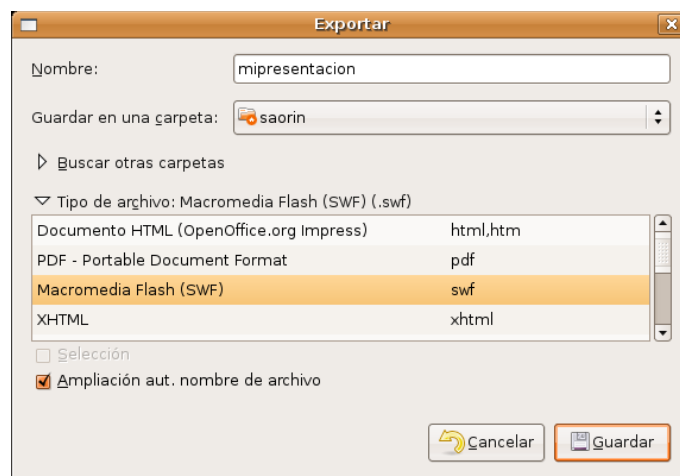 Exportar
Nombre: mipresentacion
Guardar en una carpeta: saorin
Buscar otras carpetas
Tipo de archivo: Macromedia Flash (SWF) (.swf)
Documento HTML (OpenOffice.org Impress) html,htm
PDF - Portable Document Format pdf
Macromedia Flash (SWF) swf
XHTML xhtml
Selección
Ampliación aut. nombre de archivo
Cancelar Guardar